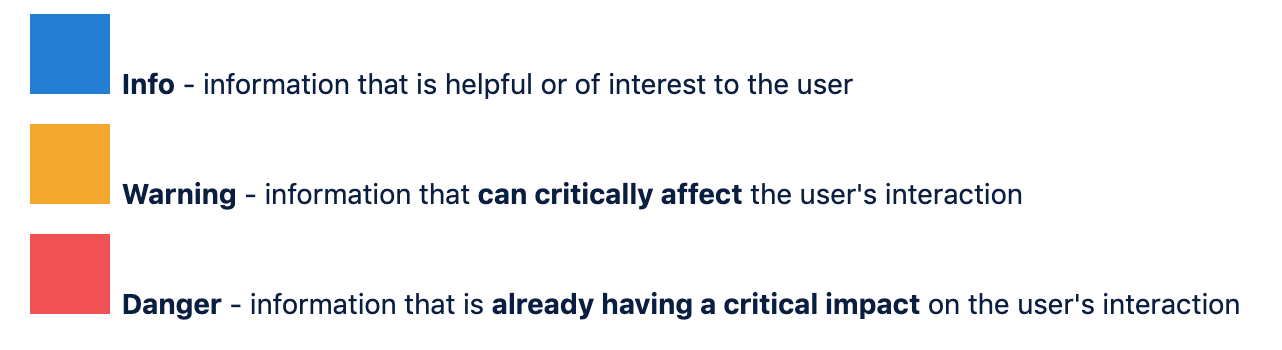 Info - information that is helpful or of interest to the user
Warning - information that can critically affect the user's interaction
Danger - information that is already having a critical impact on the user's interaction